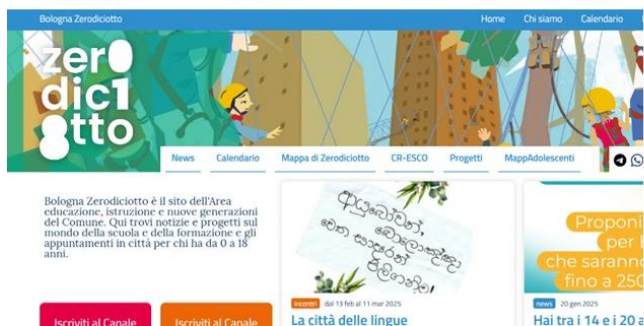 Bologna Zerodiciotto
Home Chi siamo Calendario
zer0
dic1
8tto
News Calendario Mappa di Zerodiciotto CR-ESCO Progetti MappAdolescenti
Bologna Zerodiciotto è il sito dell'Area
educazione, istruzione e nuove generazioni
del Comune. Qui trovi notizie e progetti sul
mondo della scuola e della formazione e gli
appuntamenti in città per chi ha da 0 a 18
anni.
Iscriviti al Canale
Iscriviti al Canale
ආයුබෝවන්,
බොලොඤ්ඤා
වෙත සාදරෙන්
පිළිගනිමු!
incontri dal 13 feb al 11 mar 2025
La città delle lingue
Proponi
per
che saranno
fino a 250
news 20 gen 2025
Hai tra i 14 e i 20 a